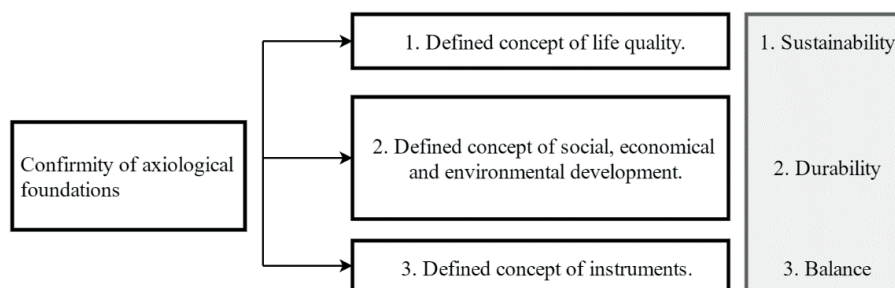 1. Defined concept of life quality.
1. Sustainability
Confirmity of axiological
foundations
2. Defined concept of social, economical
and environmental development.
2. Durability
3. Defined concept of instruments.
3. Balance